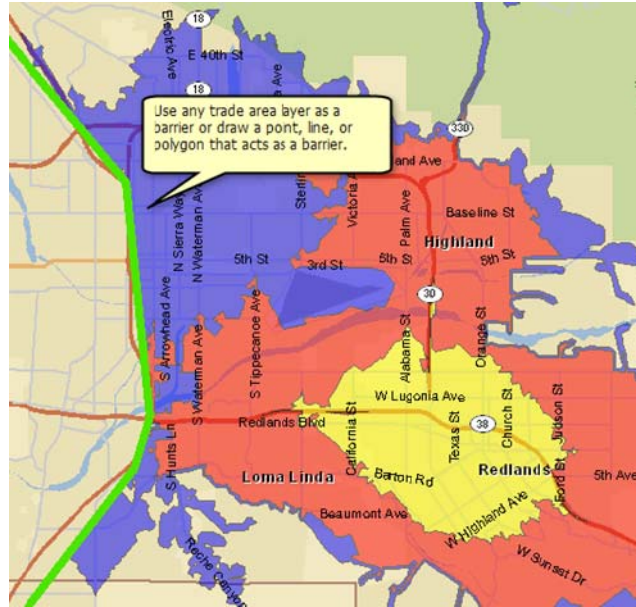 18
Electric Ave
E 40th St
18
Use any trade area layer as a
barrier or draw a pont, line, or
polygon that acts as a barrier.
330
and Ave
Victoria A
Palm Ave
N Sierra Wa
N Waterman Av
Sterlin
Baseline St
Highland
5th St
3rd St
5th St
5th St
30
S Arrowhead Ave
S Waterman Ave
S Tippecanoe Ave
Alabama St
Orange St
W Lugonia Ave
Redlands Blvd
California St
Texas St
38
Church St
Judson St
S Hunts Ln
Loma Linda
Barton Rd
Redlands
Ford St
5th Ave
Beaumont Ave
W Highland Ave
W Sunset Dr
Reche Canyon